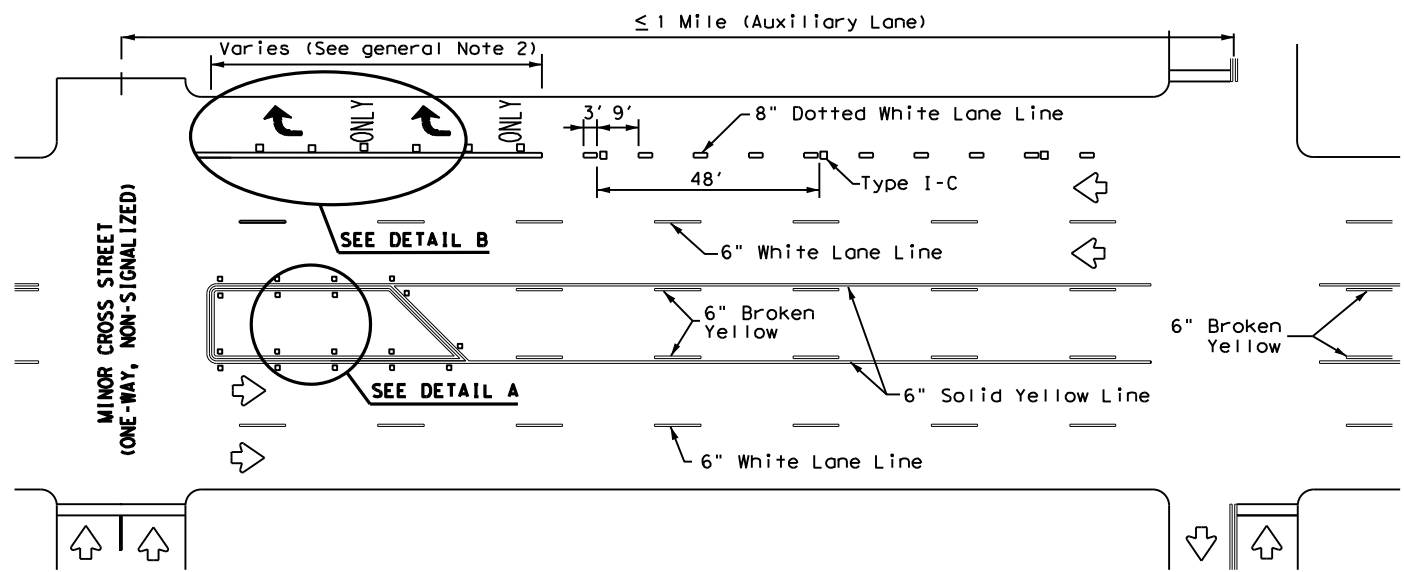 ≤ 1 Mile (Auxiliary Lane)
Varies (See general Note 2)
ONLY
ONLY
3' 9'
8" Dotted White Lane Line
48'
Type I-C
SEE DETAIL B
6" White Lane Line
MINOR CROSS STREET
(ONE-WAY, NON-SIGNALIZED)
6" Broken
Yellow
6" Broken
Yellow
SEE DETAIL A
6" Solid Yellow Line
6" White Lane Line